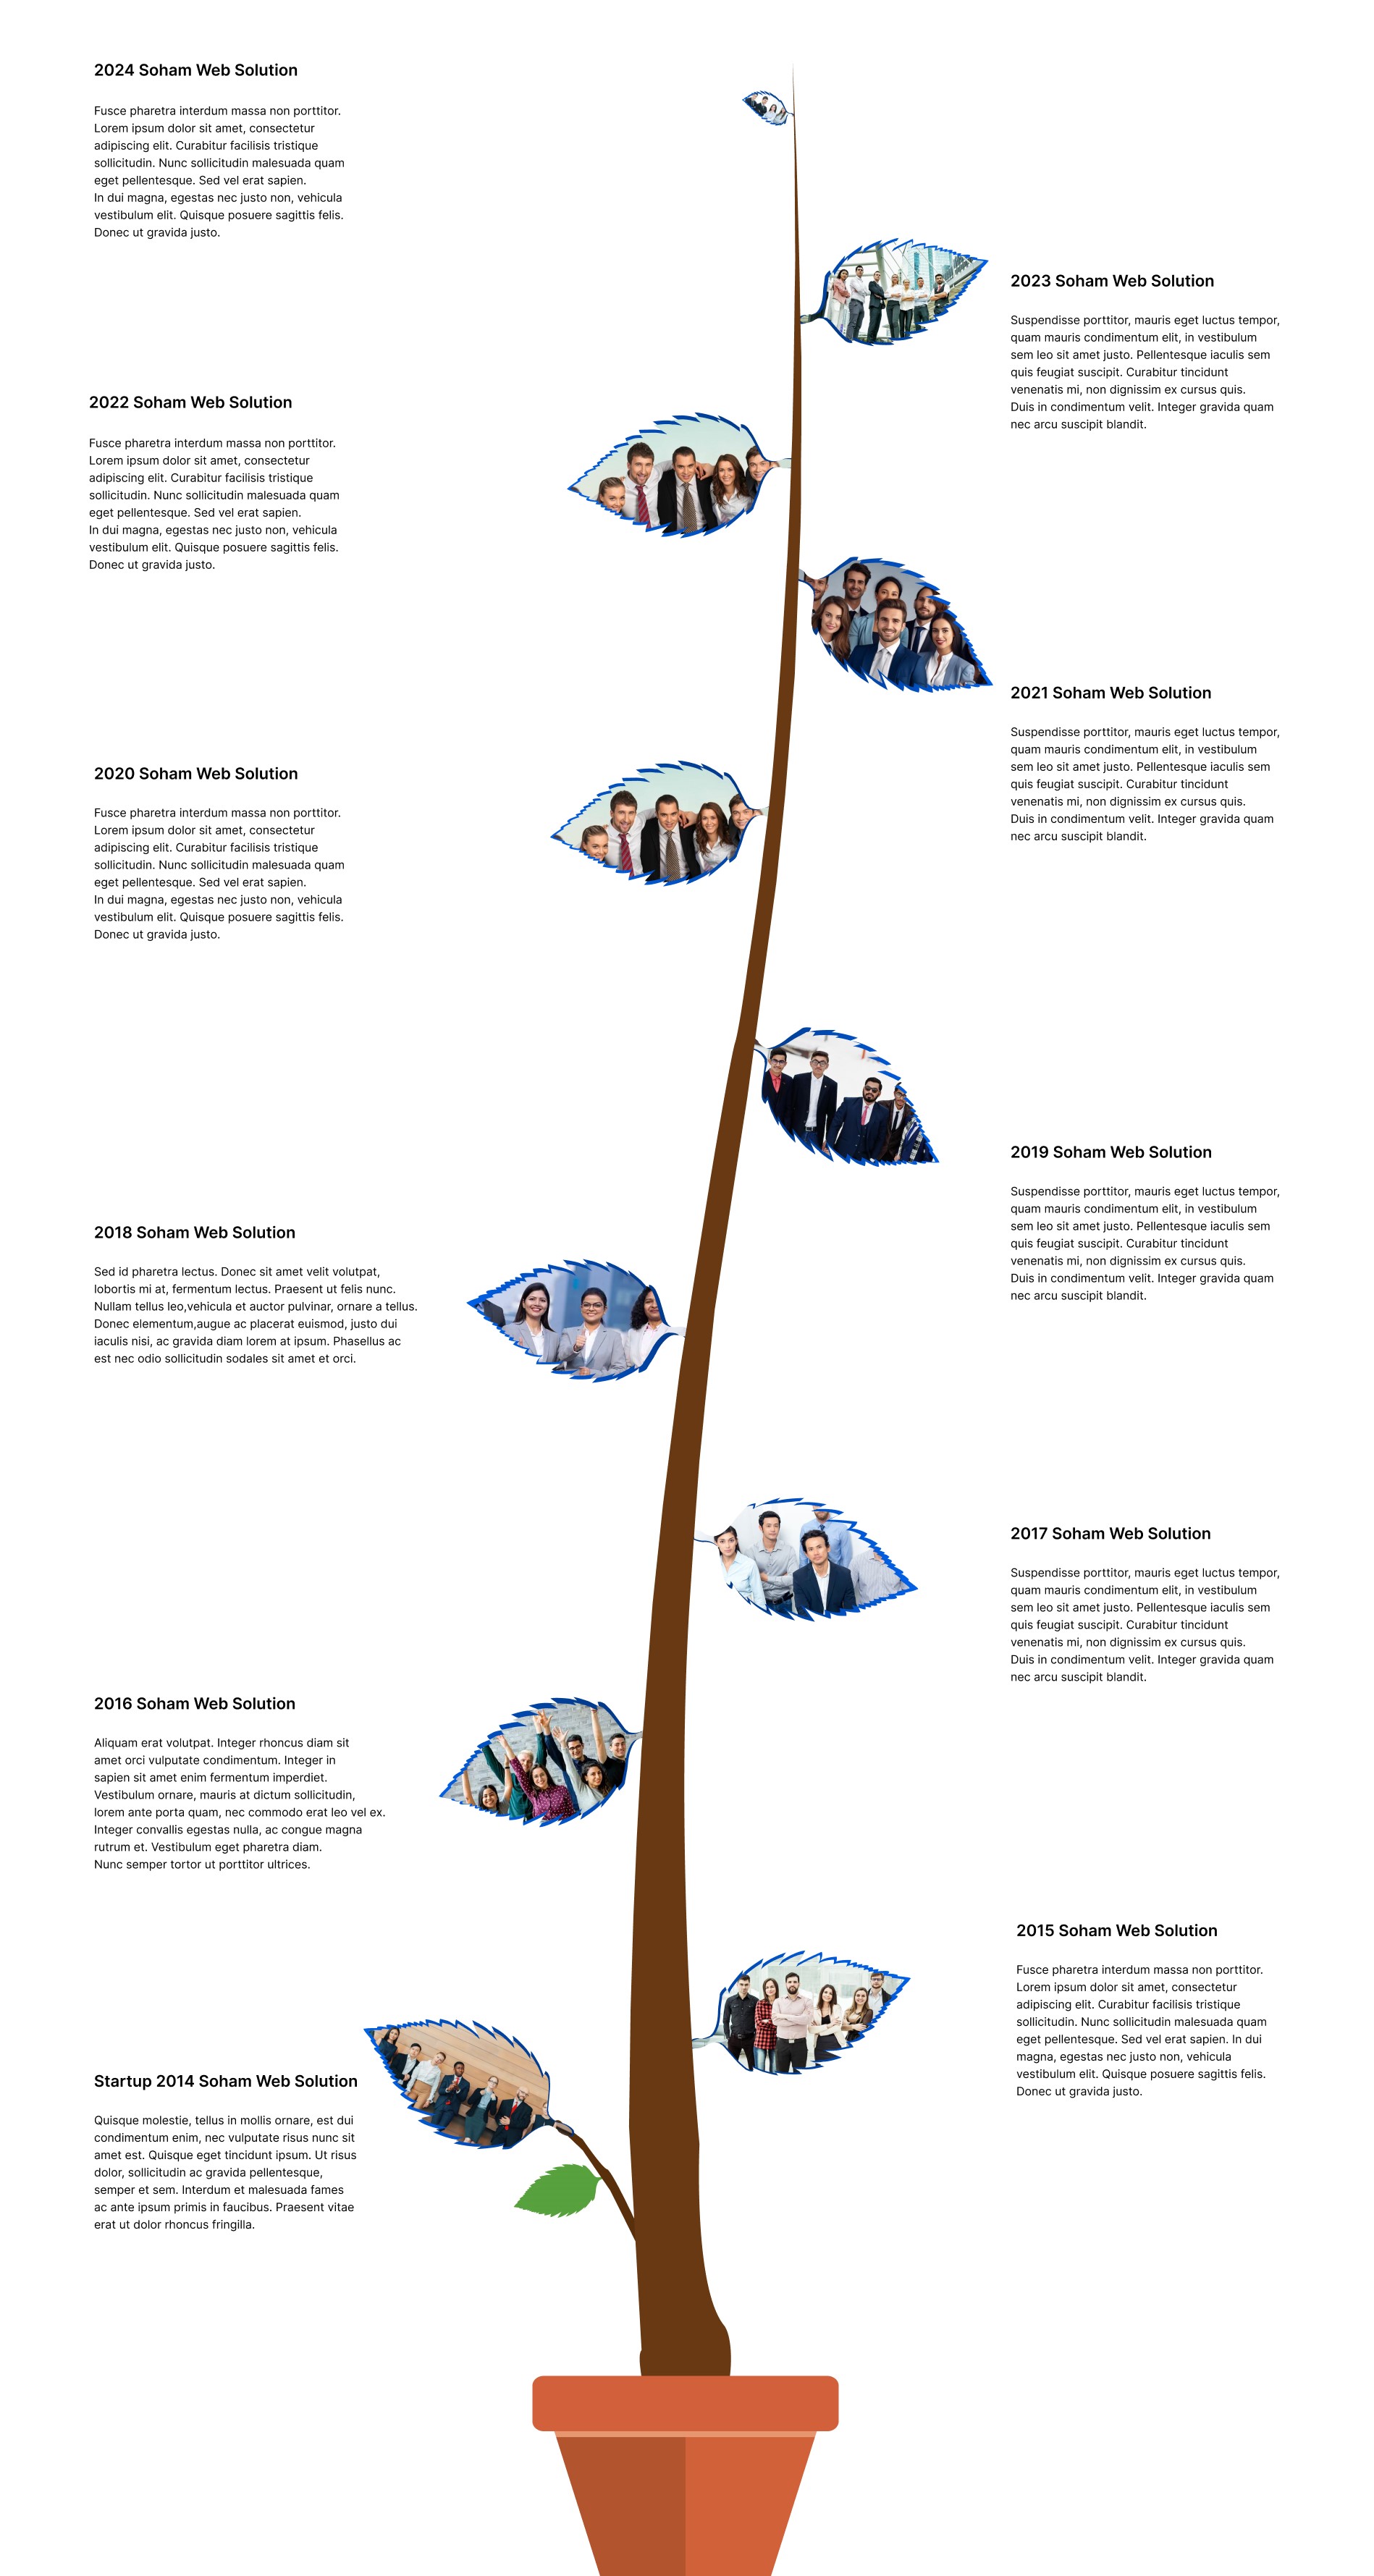 2024 Soham Web Solution
Fusce pharetra interdum massa non porttitor.
Lorem ipsum dolor sit amet, consectetur
adipiscing elit. Curabitur facilisis tristique
sollicitudin. Nunc sollicitudin malesuada quam
eget pellentesque. Sed vel erat sapien.
In dui magna, egestas nec justo non, vehicula
vestibulum elit. Quisque posuere sagittis felis.
Donec ut gravida justo.
2023 Soham Web Solution
Suspendisse porttitor, mauris eget luctus tempor,
quam mauris condimentum elit, in vestibulum
sem leo sit amet justo. Pellentesque iaculis sem
quis feugiat suscipit. Curabitur tincidunt
venenatis mi, non dignissim ex cursus quis.
Duis in condimentum velit. Integer gravida quam
nec arcu suscipit blandit.
2022 Soham Web Solution
Fusce pharetra interdum massa non porttitor.
Lorem ipsum dolor sit amet, consectetur
adipiscing elit. Curabitur facilisis tristique
sollicitudin. Nunc sollicitudin malesuada quam
eget pellentesque. Sed vel erat sapien.
In dui magna, egestas nec justo non, vehicula
vestibulum elit. Quisque posuere sagittis felis.
Donec ut gravida justo.
2021 Soham Web Solution
Suspendisse porttitor, mauris eget luctus tempor,
quam mauris condimentum elit, in vestibulum
sem leo sit amet justo. Pellentesque iaculis sem
quis feugiat suscipit. Curabitur tincidunt
venenatis mi, non dignissim ex cursus quis.
Duis in condimentum velit. Integer gravida quam
nec arcu suscipit blandit.
2020 Soham Web Solution
Fusce pharetra interdum massa non porttitor.
Lorem ipsum dolor sit amet, consectetur
adipiscing elit. Curabitur facilisis tristique
sollicitudin. Nunc sollicitudin malesuada quam
eget pellentesque. Sed vel erat sapien.
In dui magna, egestas nec justo non, vehicula
vestibulum elit. Quisque posuere sagittis felis.
Donec ut gravida justo.
2019 Soham Web Solution
Suspendisse porttitor, mauris eget luctus tempor,
quam mauris condimentum elit, in vestibulum
sem leo sit amet justo. Pellentesque iaculis sem
quis feugiat suscipit. Curabitur tincidunt
venenatis mi, non dignissim ex cursus quis.
Duis in condimentum velit. Integer gravida quam
nec arcu suscipit blandit.
2018 Soham Web Solution
Sed id pharetra lectus. Donec sit amet velit volutpat,
lobortis mi at, fermentum lectus. Praesent ut felis nunc.
Nullam tellus leo,vehicula et auctor pulvinar, ornare a tellus.
Donec elementum,augue ac placerat euismod, justo dui
iaculis nisi, ac gravida diam lorem at ipsum. Phasellus ac
est nec odio sollicitudin sodales sit amet et orci.
2017 Soham Web Solution
Suspendisse porttitor, mauris eget luctus tempor,
quam mauris condimentum elit, in vestibulum
sem leo sit amet justo. Pellentesque iaculis sem
quis feugiat suscipit. Curabitur tincidunt
venenatis mi, non dignissim ex cursus quis.
Duis in condimentum velit. Integer gravida quam
nec arcu suscipit blandit.
2016 Soham Web Solution
Aliquam erat volutpat. Integer rhoncus diam sit
amet orci vulputate condimentum. Integer in
sapien sit amet enim fermentum imperdiet.
Vestibulum ornare, mauris at dictum sollicitudin,
lorem ante porta quam, nec commodo erat leo vel ex.
Integer convallis egestas nulla, ac congue magna
rutrum et. Vestibulum eget pharetra diam.
Nunc semper tortor ut porttitor ultrices.
2015 Soham Web Solution
Fusce pharetra interdum massa non porttitor.
Lorem ipsum dolor sit amet, consectetur
adipiscing elit. Curabitur facilisis tristique
sollicitudin. Nunc sollicitudin malesuada quam
eget pellentesque. Sed vel erat sapien. In dui
magna, egestas nec justo non, vehicula
vestibulum elit. Quisque posuere sagittis felis.
Donec ut gravida justo.
Startup 2014 Soham Web Solution
Quisque molestie, tellus in mollis ornare, est dui
condimentum enim, nec vulputate risus nunc sit
amet est. Quisque eget tincidunt ipsum. Ut risus
dolor, sollicitudin ac gravida pellentesque,
semper et sem. Interdum et malesuada fames
ac ante ipsum primis in faucibus. Praesent vitae
erat ut dolor rhoncus fringilla.